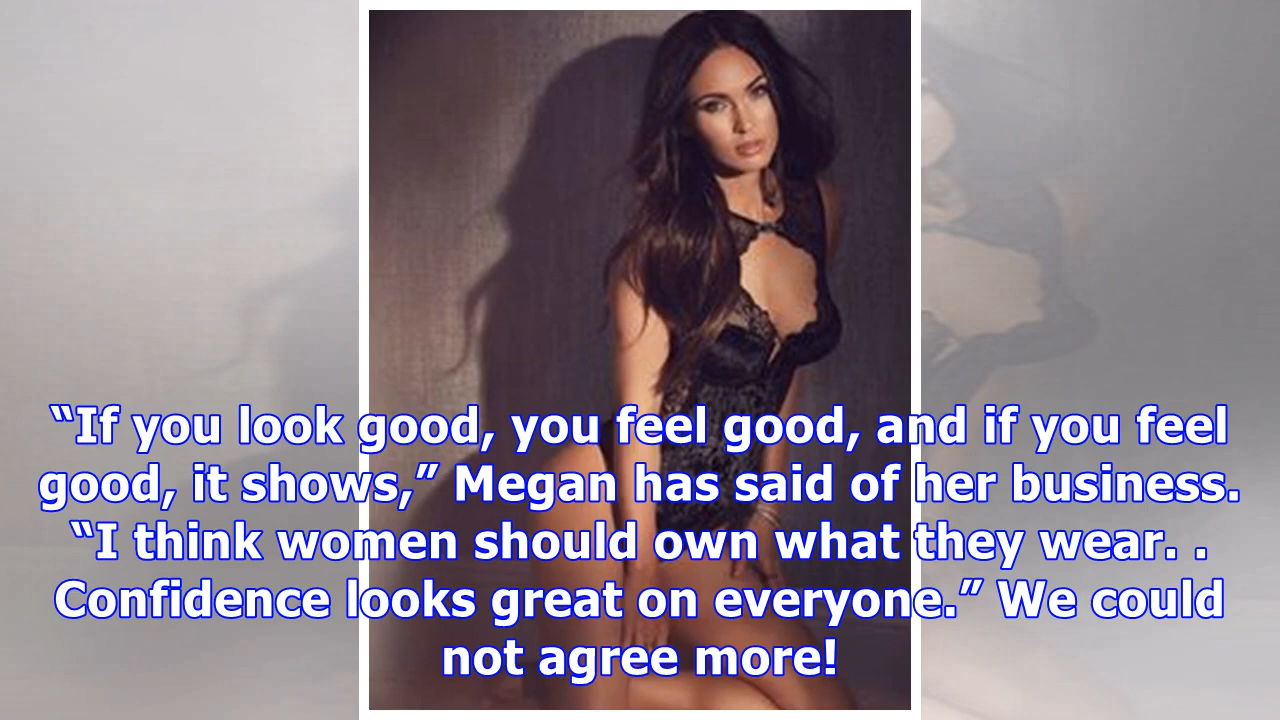 “If you look good, you feel good, and if you feel
good, it shows,” Megan has said of her business.
“I think women should own what they wear. .
Confidence looks great on everyone.” We could
not agree more!